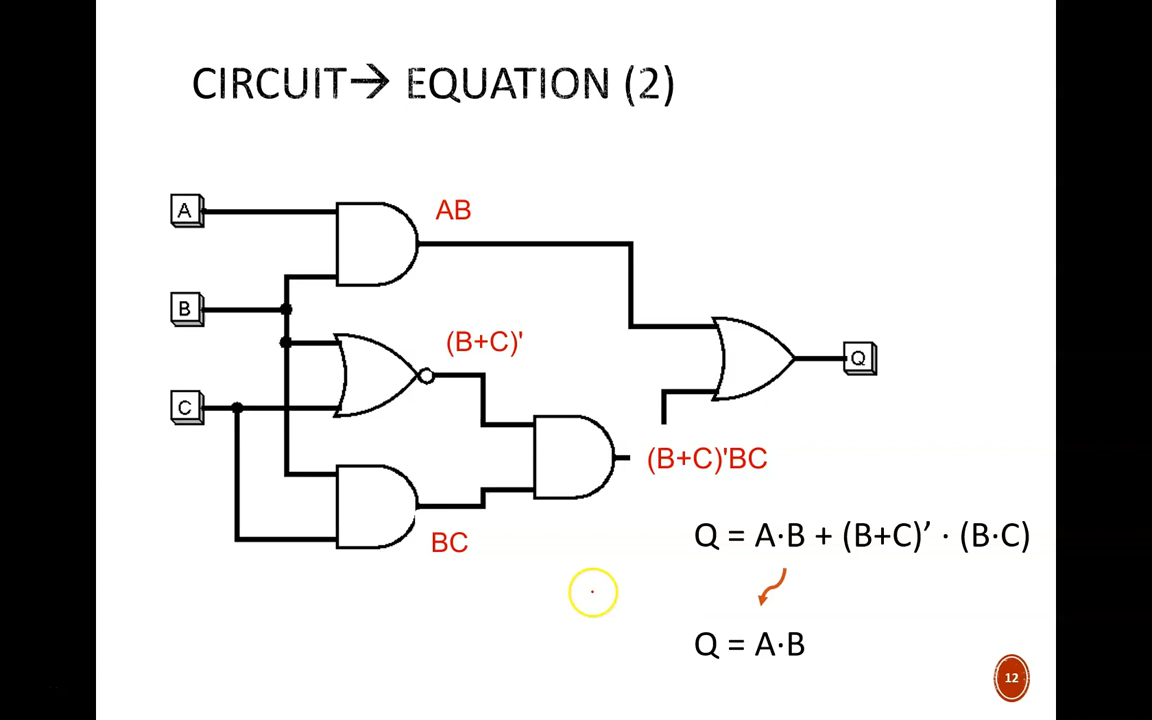 CIRCUIT→ EQUATION (2)
A
AB
B
(B+C)'
Q
C
(B+C)'BC
BC
Q = A·B + (B+C)’ · (B·C)
Q = A·B
12